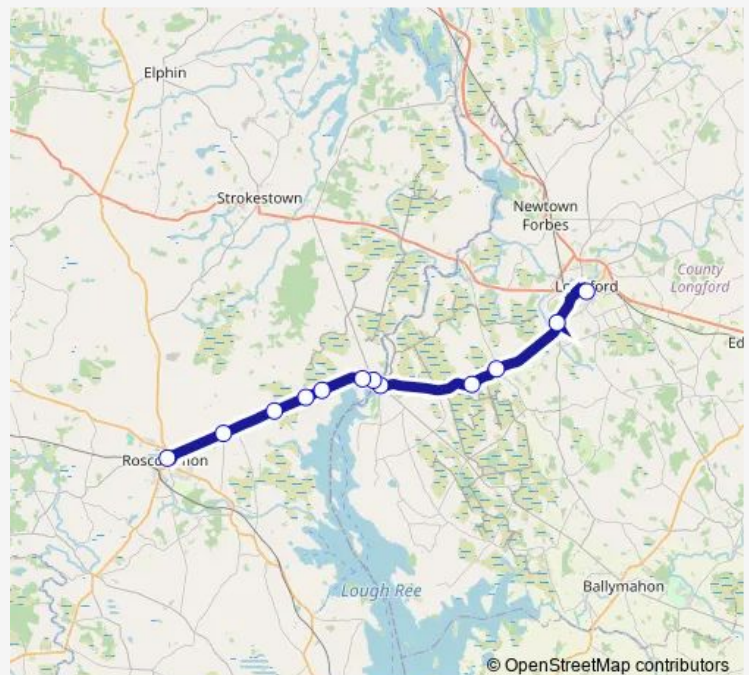 Elphin
Strokestown
Newtown
Forbes
County
Longford
Ed
Lough Ree
Ballymahon
© OpenStreetMap contributors